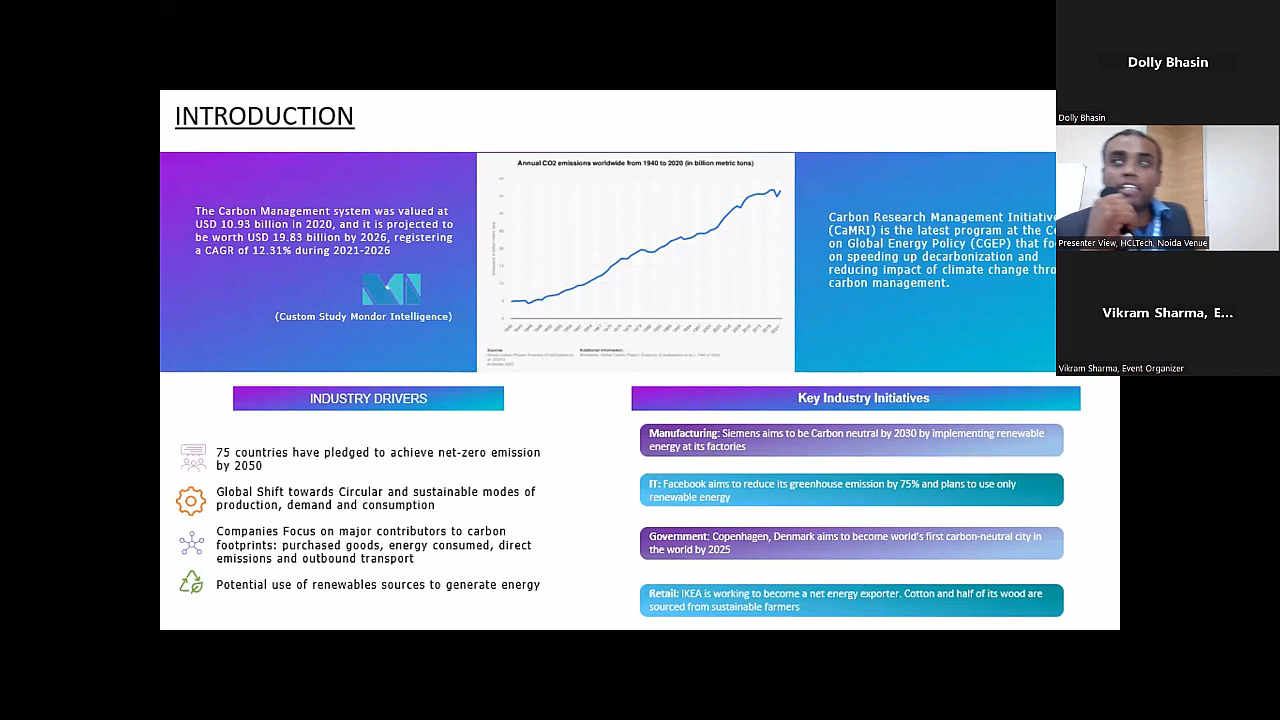 INTRODUCTION
The Carbon Management system was valued at
USD 10.93 billion in 2020, and it is projected to
be worth USD 19.83 billion by 2026, registering
a CAGR of 12.31% during 2021-2026
(Custom Study Mondor Intelligence)
Annual CO2 emissions worldwide from 1940 to 2020 (in billion metric tons)
Sources
Additional Information:
Carbon Research Management Initiative
(CaMRI) is the latest program at the
on Global Energy Policy (CGEP) that
on speeding up decarbonization and
reducing impact of climate change
carbon management.
INDUSTRY DRIVERS
75 countries have pledged to achieve net-zero emission
by 2050
Global Shift towards Circular and sustainable modes of
production, demand and consumption
Companies Focus on major contributors to carbon
footprints: purchased goods, energy consumed, direct
emissions and outbound transport
Potential use of renewables sources to generate energy
Key Industry Initiatives
Manufacturing: Siemens aims to be Carbon neutral by 2030 by implementing renewable
energy at its factories
IT: Facebook aims to reduce its greenhouse emission by 75% and plans to use only
renewable energy
Government: Copenhagen, Denmark aims to become world's first carbon-neutral city in
the world by 2025
Retail: IKEA is working to become a net energy exporter. Cotton and half of its wood are
sourced from sustainable farmers
Dolly Bhasin
Dolly Bhasin
Presenter View, HCLTech, Noida Venue
Vikram Sharma, E...
Vikram Sharma, Event Organizer